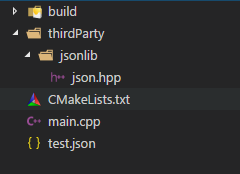 build
thirdParty
jsonlib
json.hpp
CMakeLists.txt
main.cpp
test.json